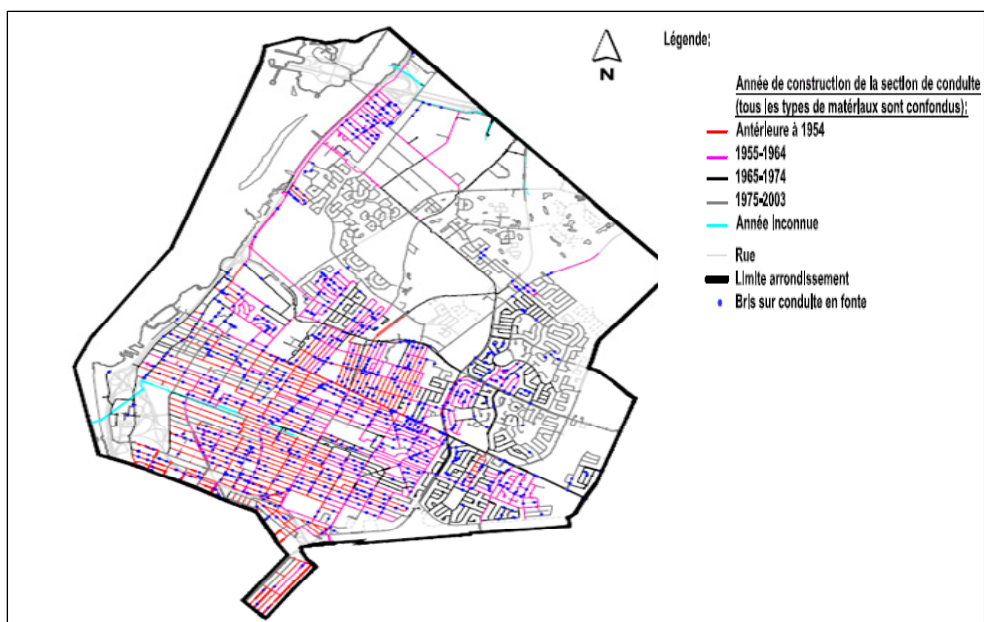 N
Légende:
Année de construction de la section de conduite
(tous les types de matériaux sont confondus):
Antérieure à 1954
1955-1964
1965-1974
1975-2003
Année Inconnue
Rue
Limite arrondissement
Bris sur conduite en fonte